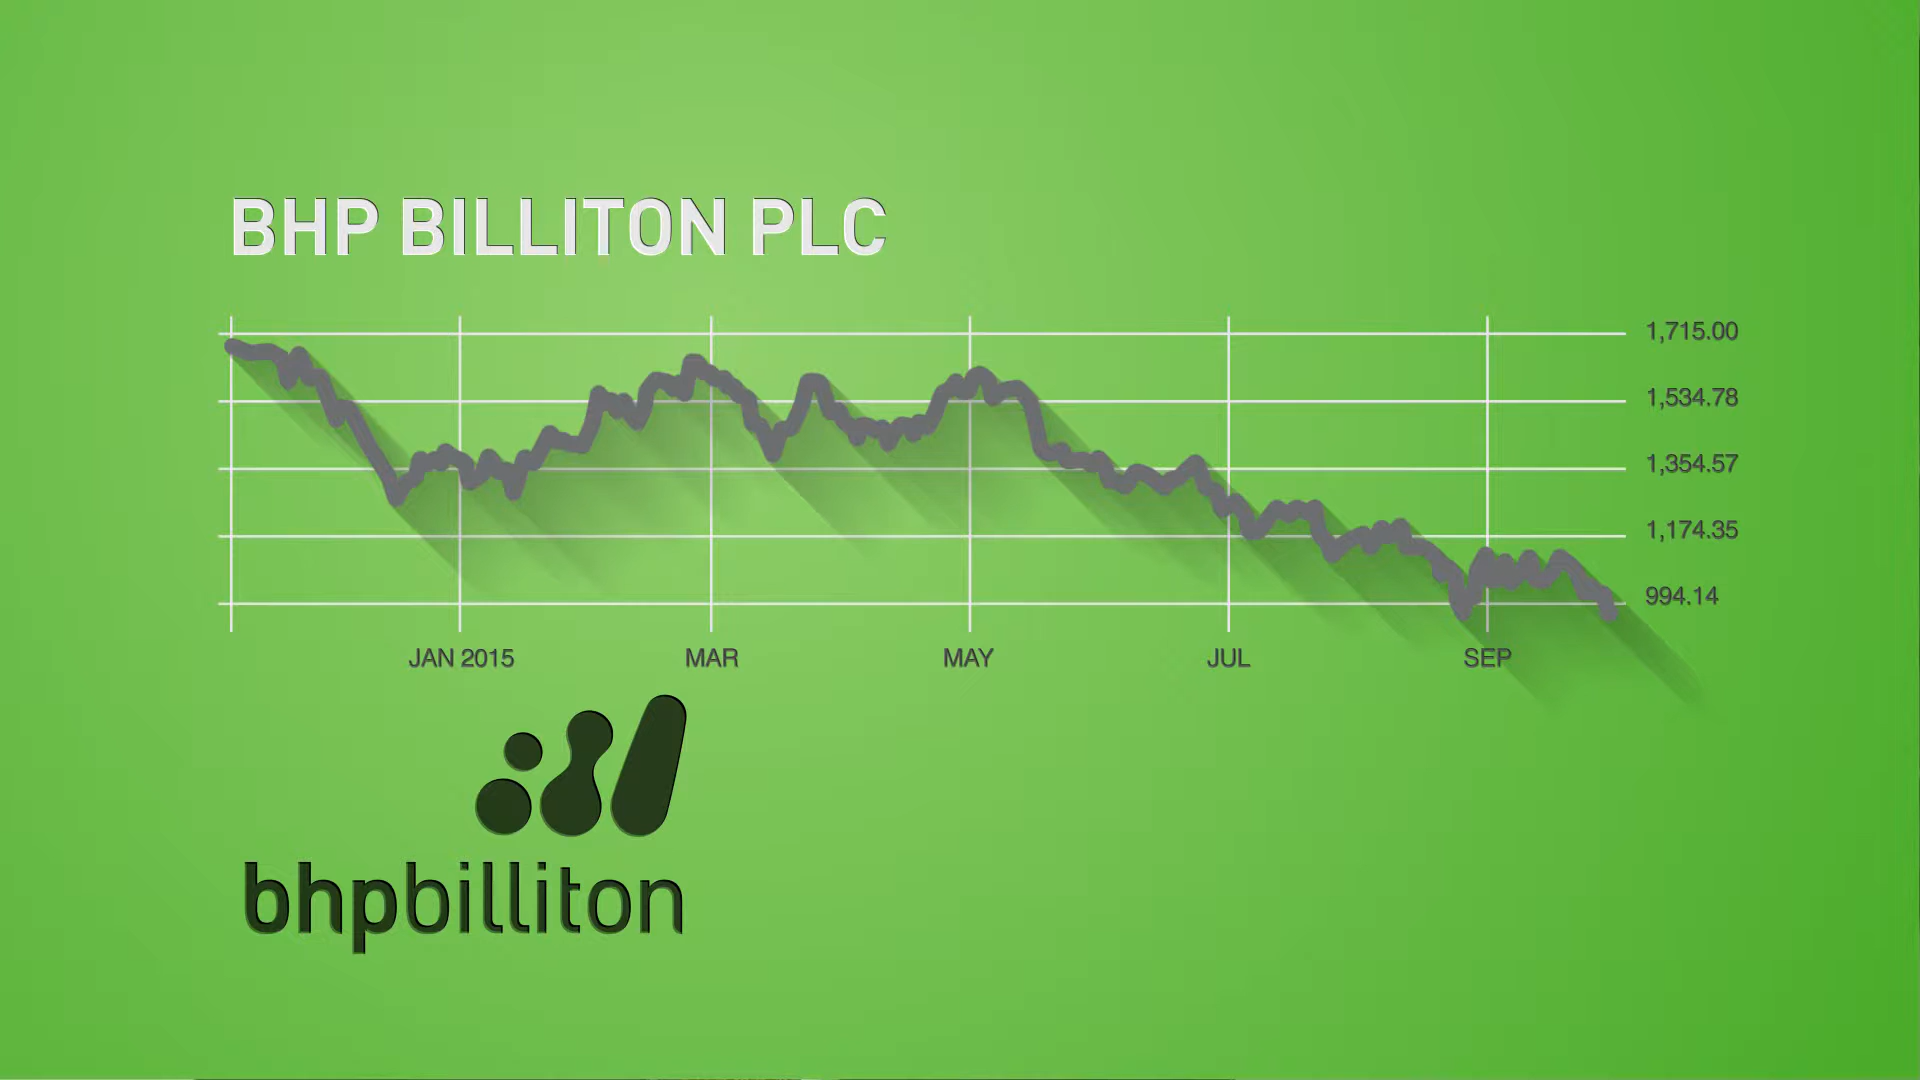 BHP BILLITON PLC
1,715.00
1,534.78
1,354.57
1,174.35
994.14
JAN 2015 MAR MAY JUL SEP
bhpbilliton